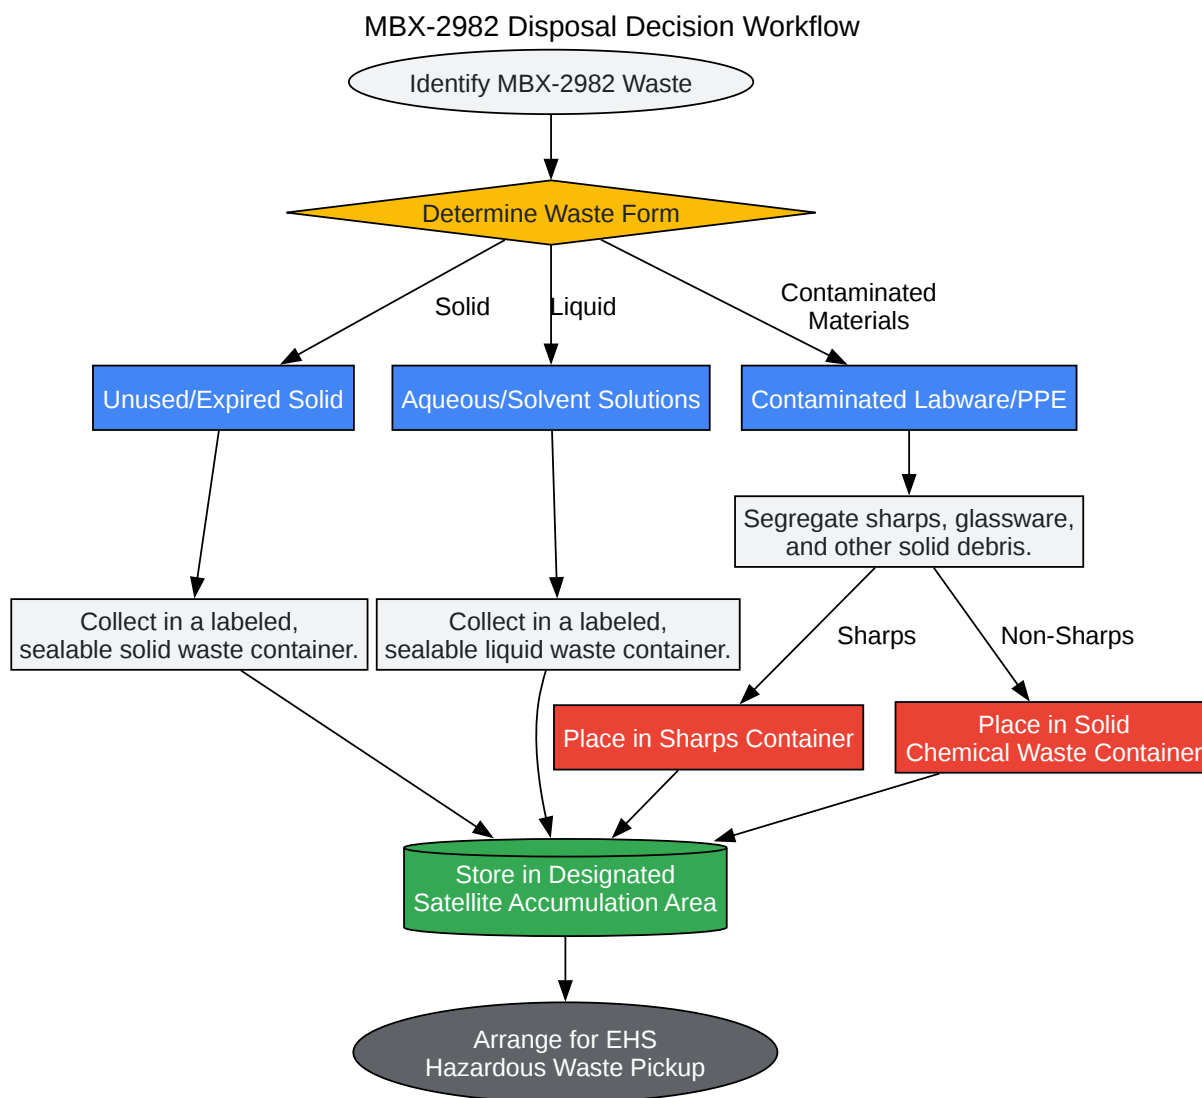 MBX-2982 Disposal Decision Workflow
Identify MBX-2982 Waste
Determine Waste Form
Solid
Liquid
Contaminated
Materials
Unused/Expired Solid
Aqueous/Solvent Solutions
Contaminated Labware/PPE
Segregate sharps, glassware,
and other solid debris.
Collect in a labeled,
sealable solid waste container.
Collect in a labeled,
sealable liquid waste container.
Sharps
Non-Sharps
Place in Sharps Container
Place in Solid
Chemical Waste Container
Store in Designated
Satellite Accumulation Area
Arrange for EHS
Hazardous Waste Pickup